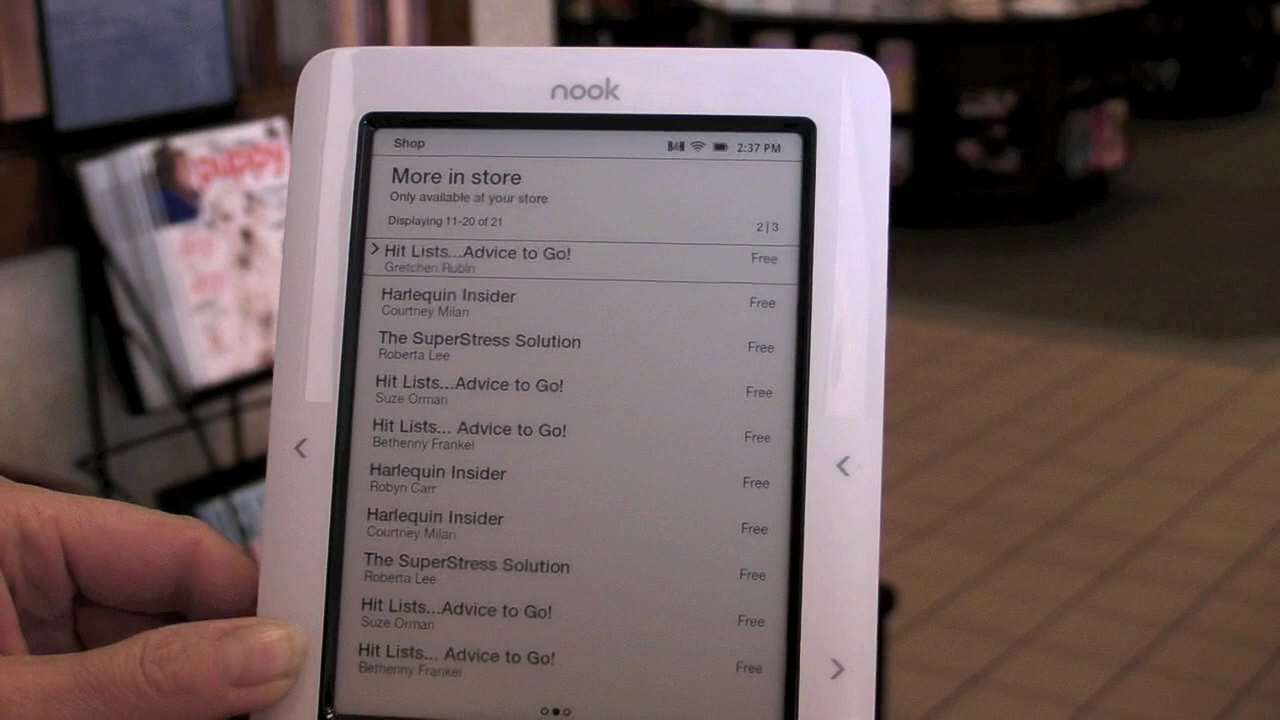 nook
Shop B&N 2:37 PM
More in store
Only available at your store
Displaying 11-20 of 21 2|3
Hit Lists...Advice to Go! Free
Gretchen Rubin
Harlequin Insider Free
Courtney Milan
The SuperStress Solution Free
Roberta Lee
Hit Lists...Advice to Go! Free
Suze Orman
Hit Lists... Advice to Go! Free
Bethenny Frankel
Harlequin Insider Free
Robyn Carr
Harlequin Insider Free
Courtney Milan
The SuperStress Solution Free
Roberta Lee
Hit Lists...Advice to Go! Free
Suze Orman
Hit Lists... Advice to Go! Free
Bethenny Frankel
puppy